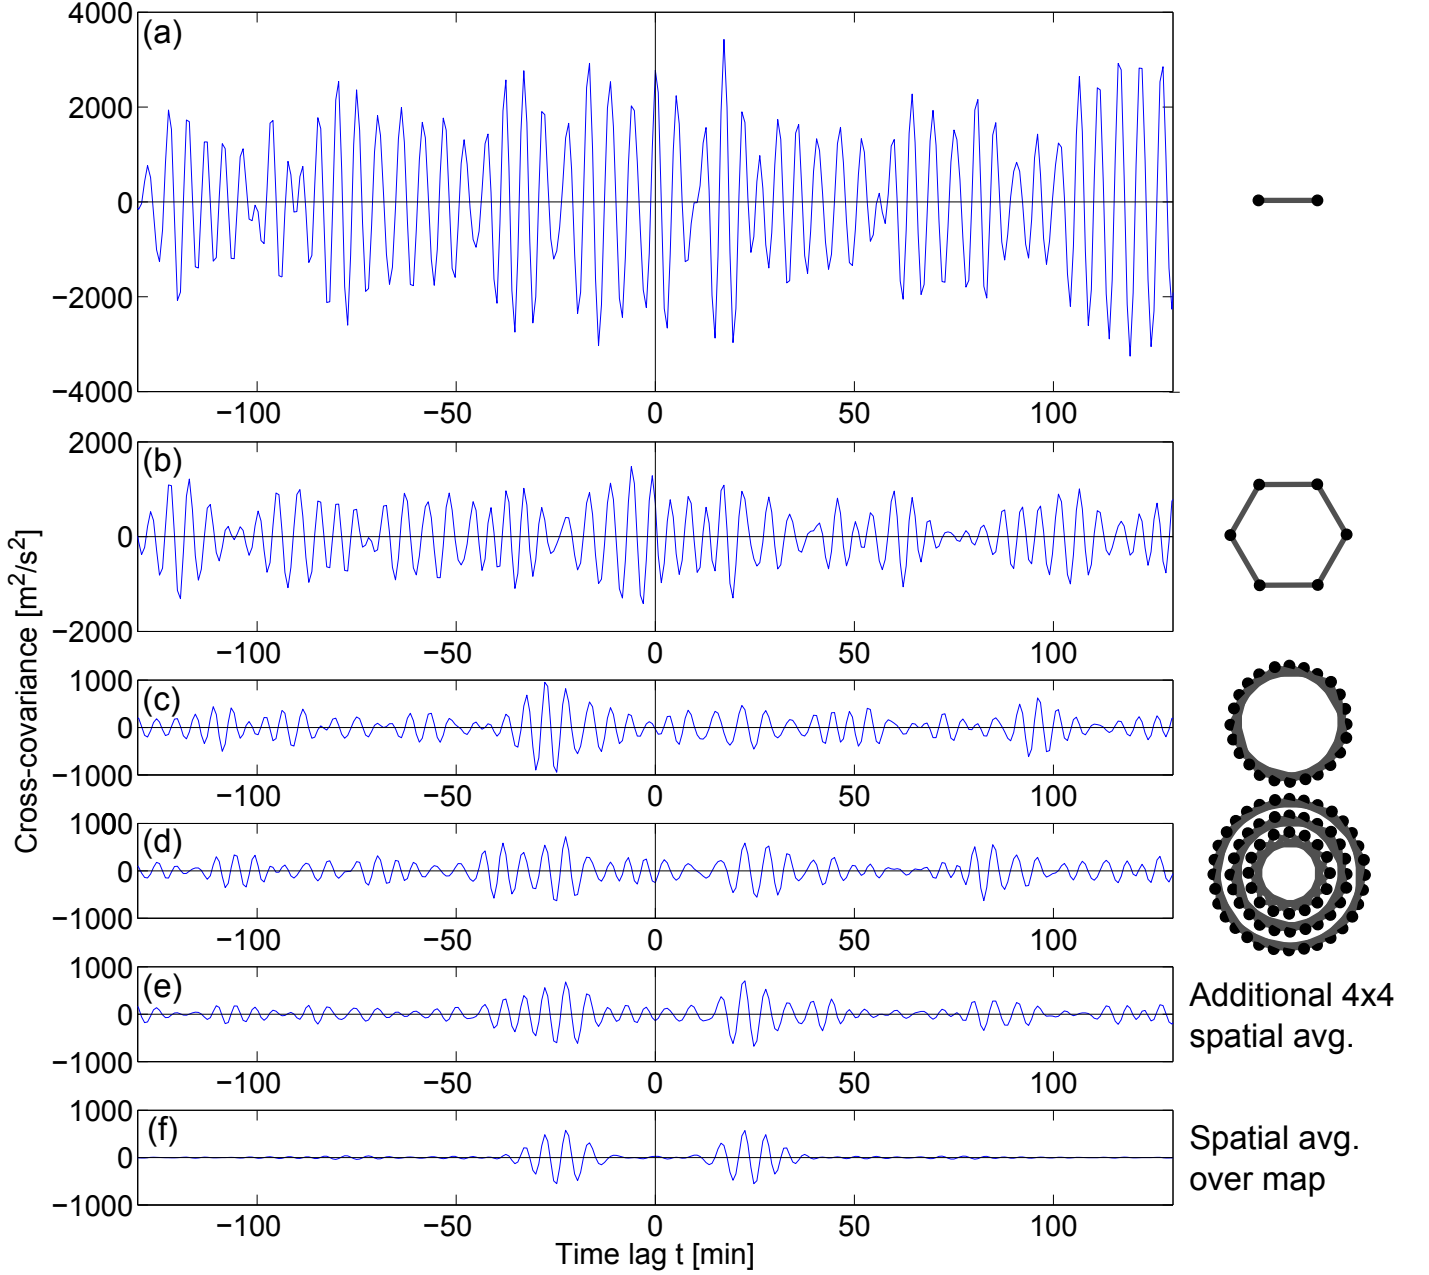 4000
(a)
2000
0
−2000
−4000
−100 −50 0 50 100
2000
(b)
0
−2000
−100 −50 0 50 100
1000
(c)
0
−1000
−100 −50 0 50 100
1000
(d)
0
−1000
−100 −50 0 50 100
1000
(e)
0
−1000
−100 −50 0 50 100
Additional 4x4
spatial avg.
1000
(f)
0
−1000
−100 −50 0 50 100
Spatial avg.
over map
Time lag t [min]
Cross-covariance [m²/s²]